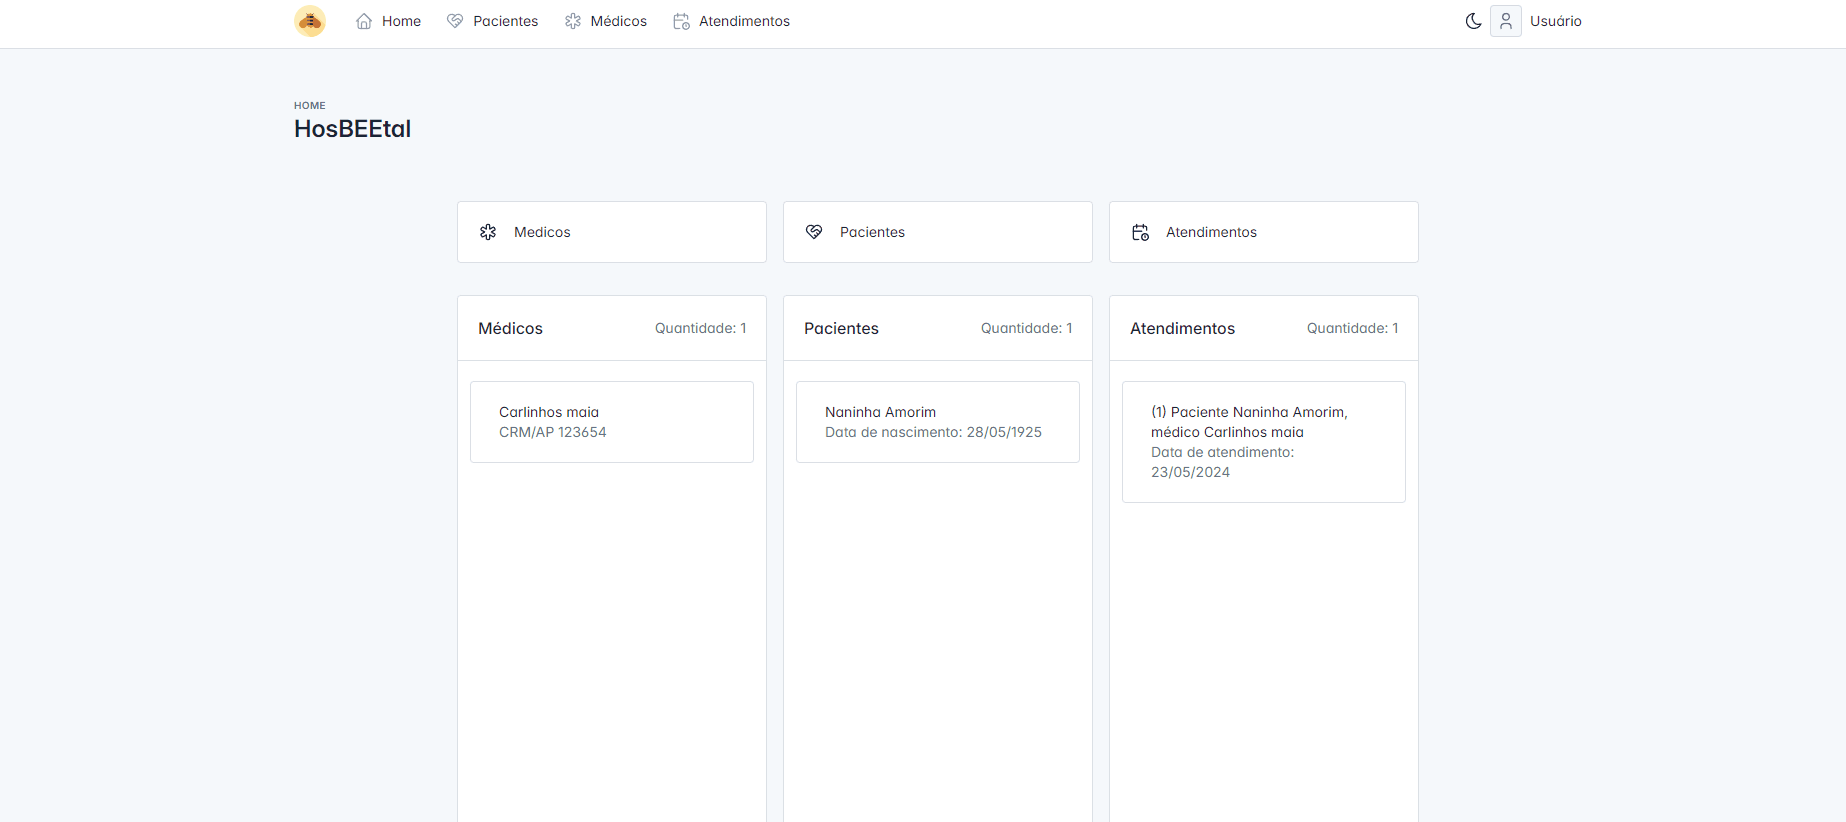 Home
Pacientes
Médicos
Atendimentos
Usuário
HOME
HosBEEtal
Medicos
Pacientes
Atendimentos
Médicos
Quantidade: 1
Carlinhos maia
CRM/AP 123654
Pacientes
Quantidade: 1
Naninha Amorim
Data de nascimento: 28/05/1925
Atendimentos
Quantidade: 1
(1) Paciente Naninha Amorim,
médico Carlinhos maia
Data de atendimento:
23/05/2024